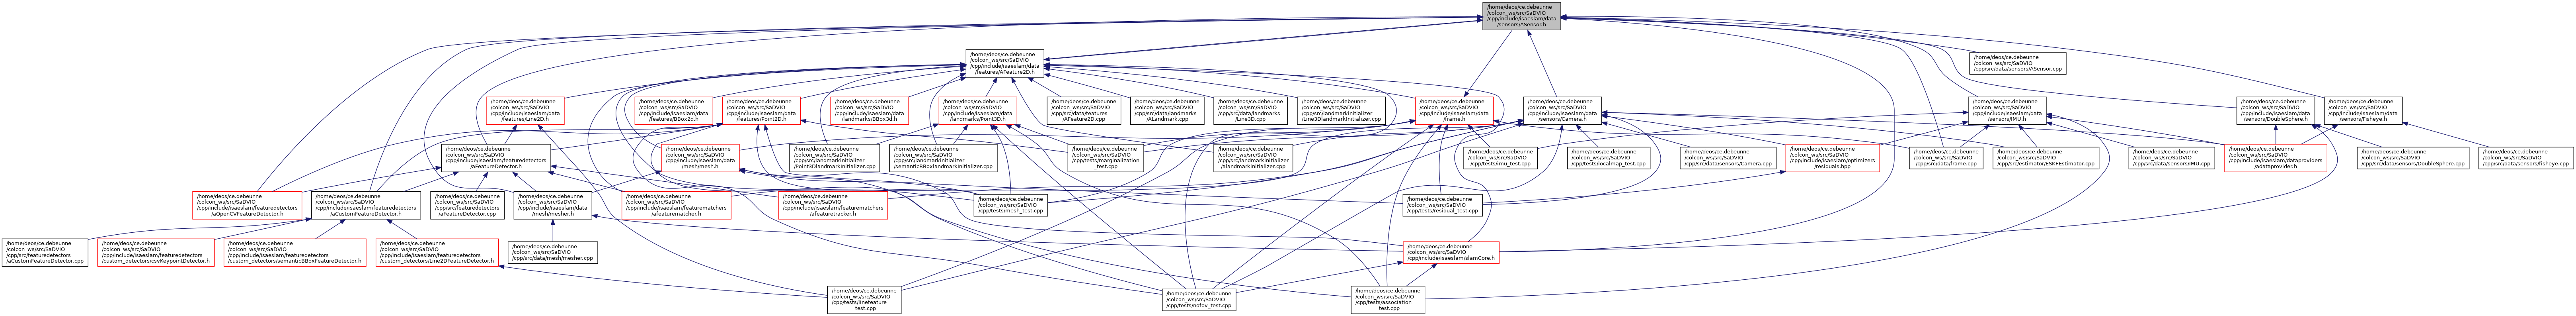 /home/deos/ce.debeunne
/colcon_ws/src/SaDVIO
/cpp/include/isaeslam/data
/sensors/ASensor.h
/home/deos/ce.debeunne
/colcon_ws/src/SaDVIO
/cpp/include/isaeslam/data
/features/AFeature2D.h
/home/deos/ce.debeunne
/colcon_ws/src/SaDVIO
/cpp/src/data/sensors/ASensor.cpp
/home/deos/ce.debeunne
/colcon_ws/src/SaDVIO
/cpp/include/isaeslam/data
/features/Line2D.h
/home/deos/ce.debeunne
/colcon_ws/src/SaDVIO
/cpp/include/isaeslam/data
/features/BBox2d.h
/home/deos/ce.debeunne
/colcon_ws/src/SaDVIO
/cpp/include/isaeslam/data
/features/Point2D.h
/home/deos/ce.debeunne
/colcon_ws/src/SaDVIO
/cpp/include/isaeslam/data
/landmarks/BBox3d.h
/home/deos/ce.debeunne
/colcon_ws/src/SaDVIO
/cpp/include/isaeslam/data
/landmarks/Point3D.h
/home/deos/ce.debeunne
/colcon_ws/src/SaDVIO
/cpp/src/data/features
/AFeature2D.cpp
/home/deos/ce.debeunne
/colcon_ws/src/SaDVIO
/cpp/src/data/landmarks
/ALandmark.cpp
/home/deos/ce.debeunne
/colcon_ws/src/SaDVIO
/cpp/src/data/landmarks
/Line3D.cpp
/home/deos/ce.debeunne
/colcon_ws/src/SaDVIO
/cpp/src/landmarkinitializer
/Line3Dlandmarkinitializer.cpp
/home/deos/ce.debeunne
/colcon_ws/src/SaDVIO
/cpp/include/isaeslam/data
/frame.h
/home/deos/ce.debeunne
/colcon_ws/src/SaDVIO
/cpp/include/isaeslam/data
/sensors/Camera.h
/home/deos/ce.debeunne
/colcon_ws/src/SaDVIO
/cpp/include/isaeslam/data
/sensors/IMU.h
/home/deos/ce.debeunne
/colcon_ws/src/SaDVIO
/cpp/include/isaeslam/data
/sensors/DoubleSphere.h
/home/deos/ce.debeunne
/colcon_ws/src/SaDVIO
/cpp/include/isaeslam/data
/sensors/Fisheye.h
/home/deos/ce.debeunne
/colcon_ws/src/SaDVIO
/cpp/include/isaeslam/featuredetectors
/aFeatureDetector.h
/home/deos/ce.debeunne
/colcon_ws/src/SaDVIO
/cpp/include/isaeslam/data
/mesh/mesh.h
/home/deos/ce.debeunne
/colcon_ws/src/SaDVIO
/cpp/src/landmarkinitializer
/Point3Dlandmarkinitializer.cpp
/home/deos/ce.debeunne
/colcon_ws/src/SaDVIO
/cpp/src/landmarkinitializer
/semanticBBoxlandmarkinitializer.cpp
/home/deos/ce.debeunne
/colcon_ws/src/SaDVIO
/cpp/tests/marginalization
_test.cpp
/home/deos/ce.debeunne
/colcon_ws/src/SaDVIO
/cpp/src/landmarkinitializer
/alandmarkinitializer.cpp
/home/deos/ce.debeunne
/colcon_ws/src/SaDVIO
/cpp/tests/imu_test.cpp
/home/deos/ce.debeunne
/colcon_ws/src/SaDVIO
/cpp/tests/localmap_test.cpp
/home/deos/ce.debeunne
/colcon_ws/src/SaDVIO
/cpp/src/data/sensors/Camera.cpp
/home/deos/ce.debeunne
/colcon_ws/src/SaDVIO
/cpp/include/isaeslam/optimizers
/residuals.hpp
/home/deos/ce.debeunne
/colcon_ws/src/SaDVIO
/cpp/src/data/frame.cpp
/home/deos/ce.debeunne
/colcon_ws/src/SaDVIO
/cpp/estimator/ESKFEstimator.cpp
/home/deos/ce.debeunne
/colcon_ws/src/SaDVIO
/cpp/src/data/sensors/IMU.cpp
/home/deos/ce.debeunne
/colcon_ws/src/SaDVIO
/cpp/include/isaeslam/dataproviders
/adataprovider.h
/home/deos/ce.debeunne
/colcon_ws/src/SaDVIO
/cpp/src/data/sensors/DoubleSphere.cpp
/home/deos/ce.debeunne
/colcon_ws/src/SaDVIO
/cpp/src/data/sensors/Fisheye.cpp
/home/deos/ce.debeunne
/colcon_ws/src/SaDVIO
/cpp/include/isaeslam/featuredetectors
/aOpenCVFeatureDetector.h
/home/deos/ce.debeunne
/colcon_ws/src/SaDVIO
/cpp/include/isaeslam/featuredetectors
/aCustomFeatureDetector.h
/home/deos/ce.debeunne
/colcon_ws/src/SaDVIO
/cpp/src/featuredetectors
/aFeatureDetector.cpp
/home/deos/ce.debeunne
/colcon_ws/src/SaDVIO
/cpp/include/isaeslam/data
/mesh/mesher.h
/home/deos/ce.debeunne
/colcon_ws/src/SaDVIO
/cpp/include/isaeslam/featurematchers
/afeaturematcher.h
/home/deos/ce.debeunne
/colcon_ws/src/SaDVIO
/cpp/include/isaeslam/featurematchers
/afeaturetracker.h
/home/deos/ce.debeunne
/colcon_ws/src/SaDVIO
/cpp/tests/mesh_test.cpp
/home/deos/ce.debeunne
/colcon_ws/src/SaDVIO
/cpp/tests/residual_test.cpp
/home/deos/ce.debeunne
/colcon_ws/src/SaDVIO
/cpp/src/featuredetectors
/aCustomFeatureDetector.cpp
/home/deos/ce.debeunne
/colcon_ws/src/SaDVIO
/cpp/include/isaeslam/featuredetectors
/custom_detectors/csvKeypointDetector.h
/home/deos/ce.debeunne
/colcon_ws/src/SaDVIO
/cpp/include/isaeslam/featuredetectors
/custom_detectors/semanticBBoxFeatureDetector.h
/home/deos/ce.debeunne
/colcon_ws/src/SaDVIO
/cpp/include/isaeslam/featuredetectors
/custom_detectors/Line2DFeatureDetector.h
/home/deos/ce.debeunne
/colcon_ws/src/SaDVIO
/cpp/src/data/mesh/mesher.cpp
/home/deos/ce.debeunne
/colcon_ws/src/SaDVIO
/cpp/include/isaeslam/slamCore.h
/home/deos/ce.debeunne
/colcon_ws/src/SaDVIO
/cpp/tests/linefeature
_test.cpp
/home/deos/ce.debeunne
/colcon_ws/src/SaDVIO
/cpp/tests/nofov_test.cpp
/home/deos/ce.debeunne
/colcon_ws/src/SaDVIO
/cpp/tests/association
_test.cpp